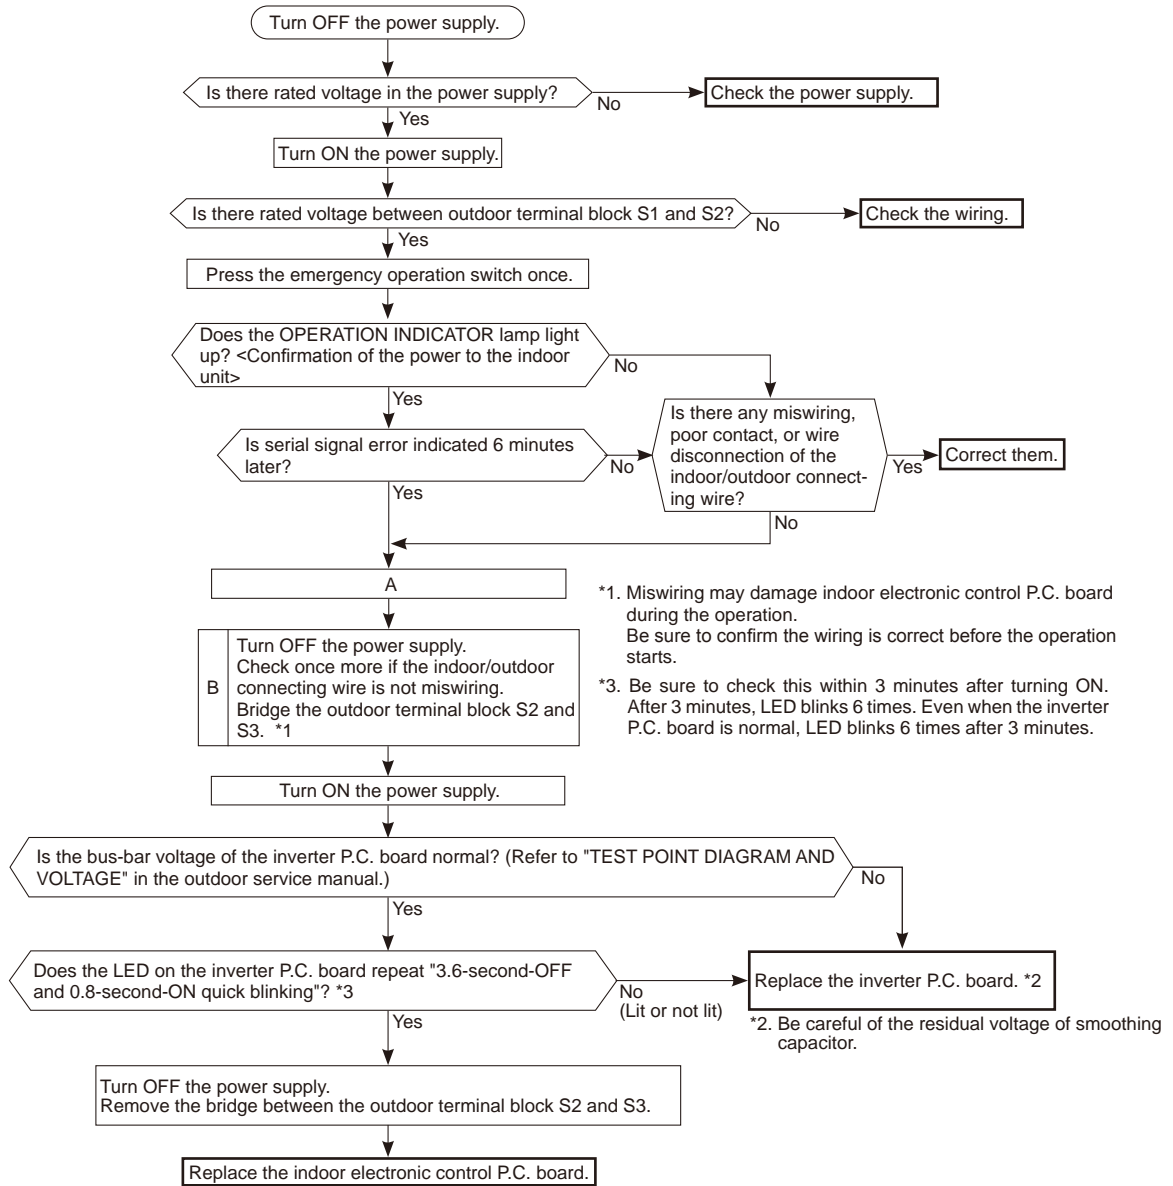 Turn OFF the power supply.
Is there rated voltage in the power supply?
No
Check the power supply.
Yes
Turn ON the power supply.
Is there rated voltage between outdoor terminal block S1 and S2?
No
Check the wiring.
Yes
Press the emergency operation switch once.
Does the OPERATION INDICATOR lamp light
up? <Confirmation of the power to the indoor
unit>
No
Yes
Is there any miswiring,
poor contact, or wire
disconnection of the
indoor/outdoor connect-
ing wire?
Is serial signal error indicated 6 minutes
later?
No
Yes
Correct them.
Yes
No
A
*1. Miswiring may damage indoor electronic control P.C. board
during the operation.
Be sure to confirm the wiring is correct before the operation
starts.
B
Turn OFF the power supply.
Check once more if the indoor/outdoor
connecting wire is not miswiring.
Bridge the outdoor terminal block S2 and
S3. *1
*3. Be sure to check this within 3 minutes after turning ON.
After 3 minutes, LED blinks 6 times. Even when the inverter
P.C. board is normal, LED blinks 6 times after 3 minutes.
Turn ON the power supply.
Is the bus-bar voltage of the inverter P.C. board normal? (Refer to "TEST POINT DIAGRAM AND
VOLTAGE" in the outdoor service manual.)
No
Yes
Does the LED on the inverter P.C. board repeat "3.6-second-OFF
and 0.8-second-ON quick blinking"? *3
No
(Lit or not lit)
Replace the inverter P.C. board. *2
*2. Be careful of the residual voltage of smoothing
capacitor.
Yes
Turn OFF the power supply.
Remove the bridge between the outdoor terminal block S2 and S3.
Replace the indoor electronic control P.C. board.